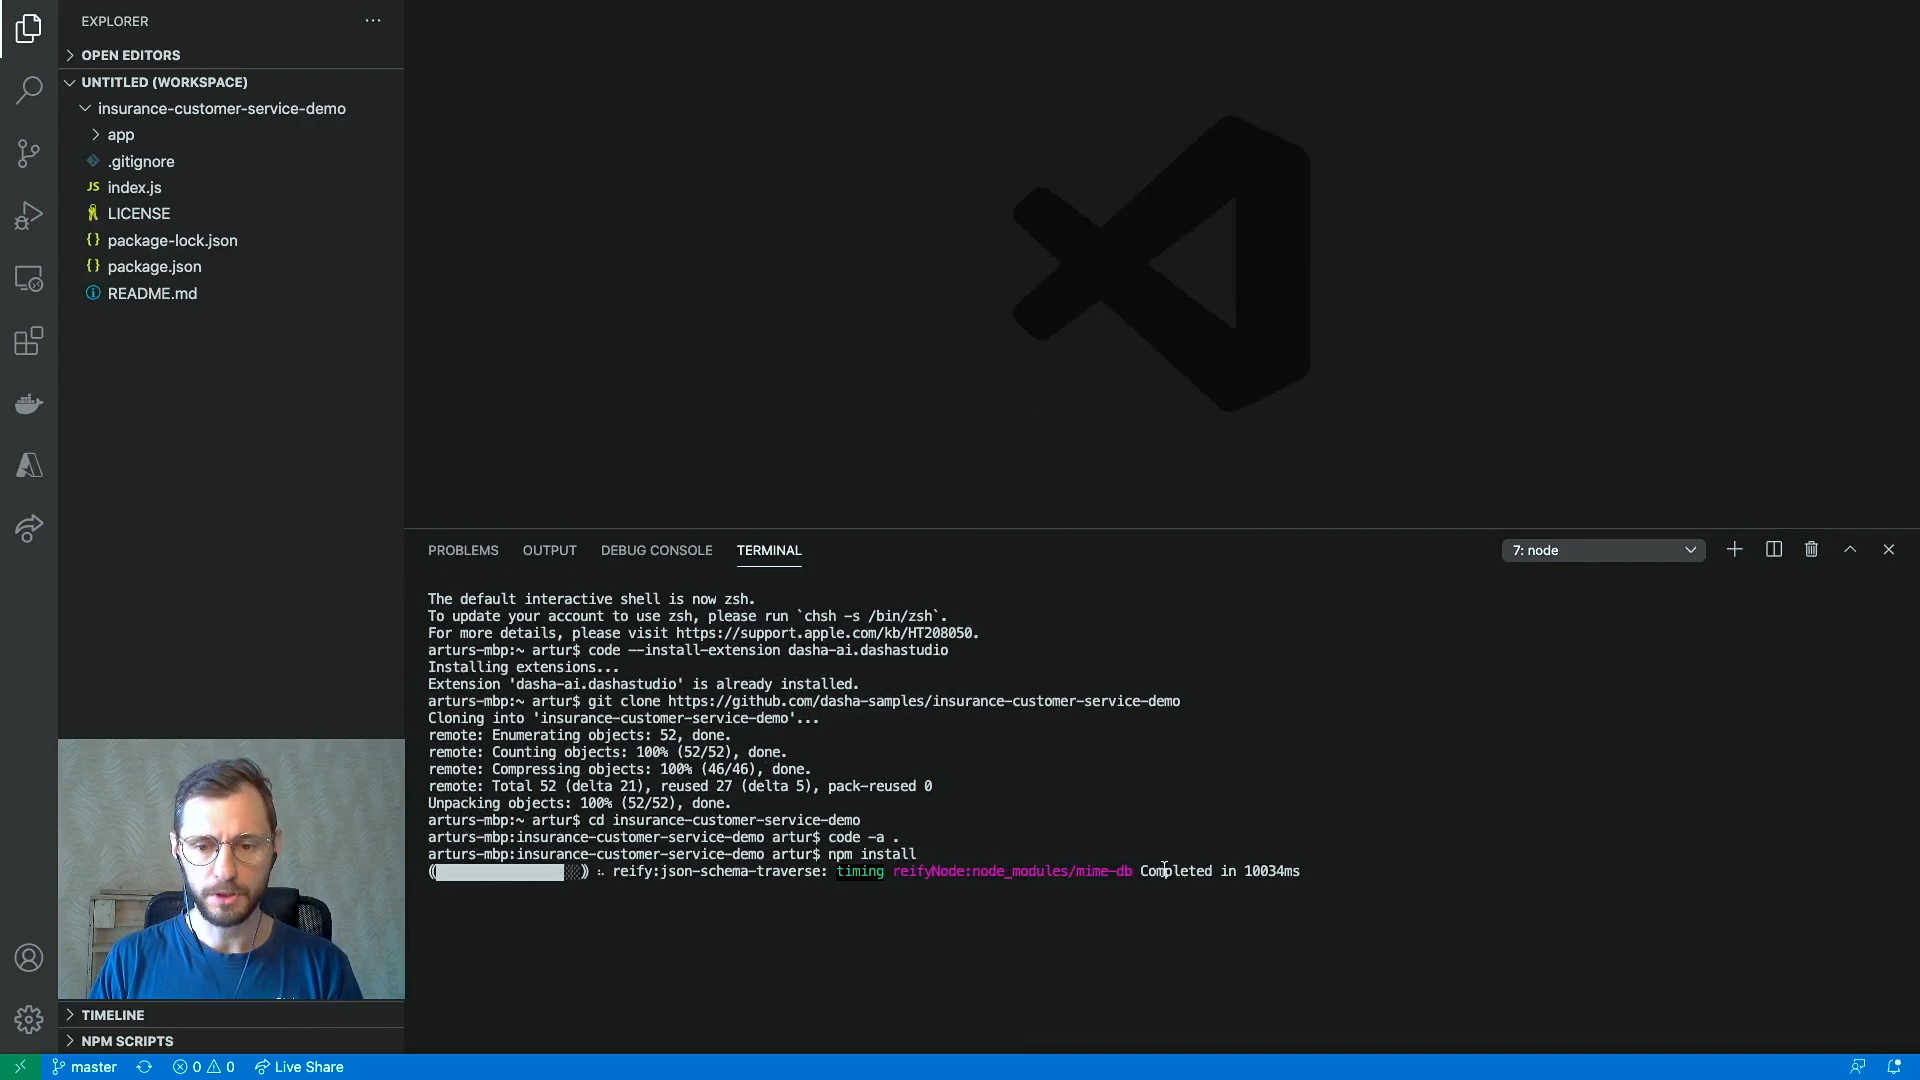 EXPLORER
OPEN EDITORS
UNTITLED (WORKSPACE)
insurance-customer-service-demo
app
.gitignore
JS index.js
LICENSE
{} package-lock.json
{} package.json
README.md
TIMELINE
NPM SCRIPTS
PROBLEMS OUTPUT DEBUG CONSOLE TERMINAL 7: node
The default interactive shell is now zsh.
To update your account to use zsh, please run `chsh -s /bin/zsh`.
For more details, please visit https://support.apple.com/kb/HT208050.
arturs-mbp:~ artur$ code --install-extension dasha-ai.dashastudio
Installing extensions...
Extension 'dasha-ai.dashastudio' is already installed.
arturs-mbp:~ artur$ git clone https://github.com/dasha-samples/insurance-customer-service-demo
Cloning into 'insurance-customer-service-demo'...
remote: Enumerating objects: 52, done.
remote: Counting objects: 100% (52/52), done.
remote: Compressing objects: 100% (46/46), done.
remote: Total 52 (delta 21), reused 27 (delta 5), pack-reused 0
Unpacking objects: 100% (52/52), done.
arturs-mbp:~ artur$ cd insurance-customer-service-demo
arturs-mbp:insurance-customer-service-demo artur$ code -a .
arturs-mbp:insurance-customer-service-demo artur$ npm install
reify:json-schema-traverse: timing reifyNode:node_modules/mime-db Completed in 10034ms
master 0 0 Live Share